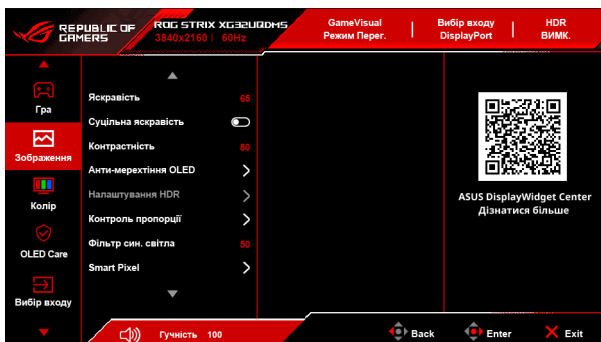 REPUBLIC OF
GAMERS
ROG STRIX XG32UQDMS
3840x2160 | 60Hz
GameVisual
Режим Перег.
Вибір входу
DisplayPort
HDR
ВИМК.
Гра
Зображення
Колір
OLED Care
Вибір входу
Яскравість 65
Суцільна яскравість
Контрастність 80
Анти-мерехтіння OLED
Налаштування HDR
Контроль пропорції
Фільтр син. світла 50
Smart Pixel
ASUS DisplayWidget Center
Дізнатися більше
Гучність 100
Back
Enter
Exit